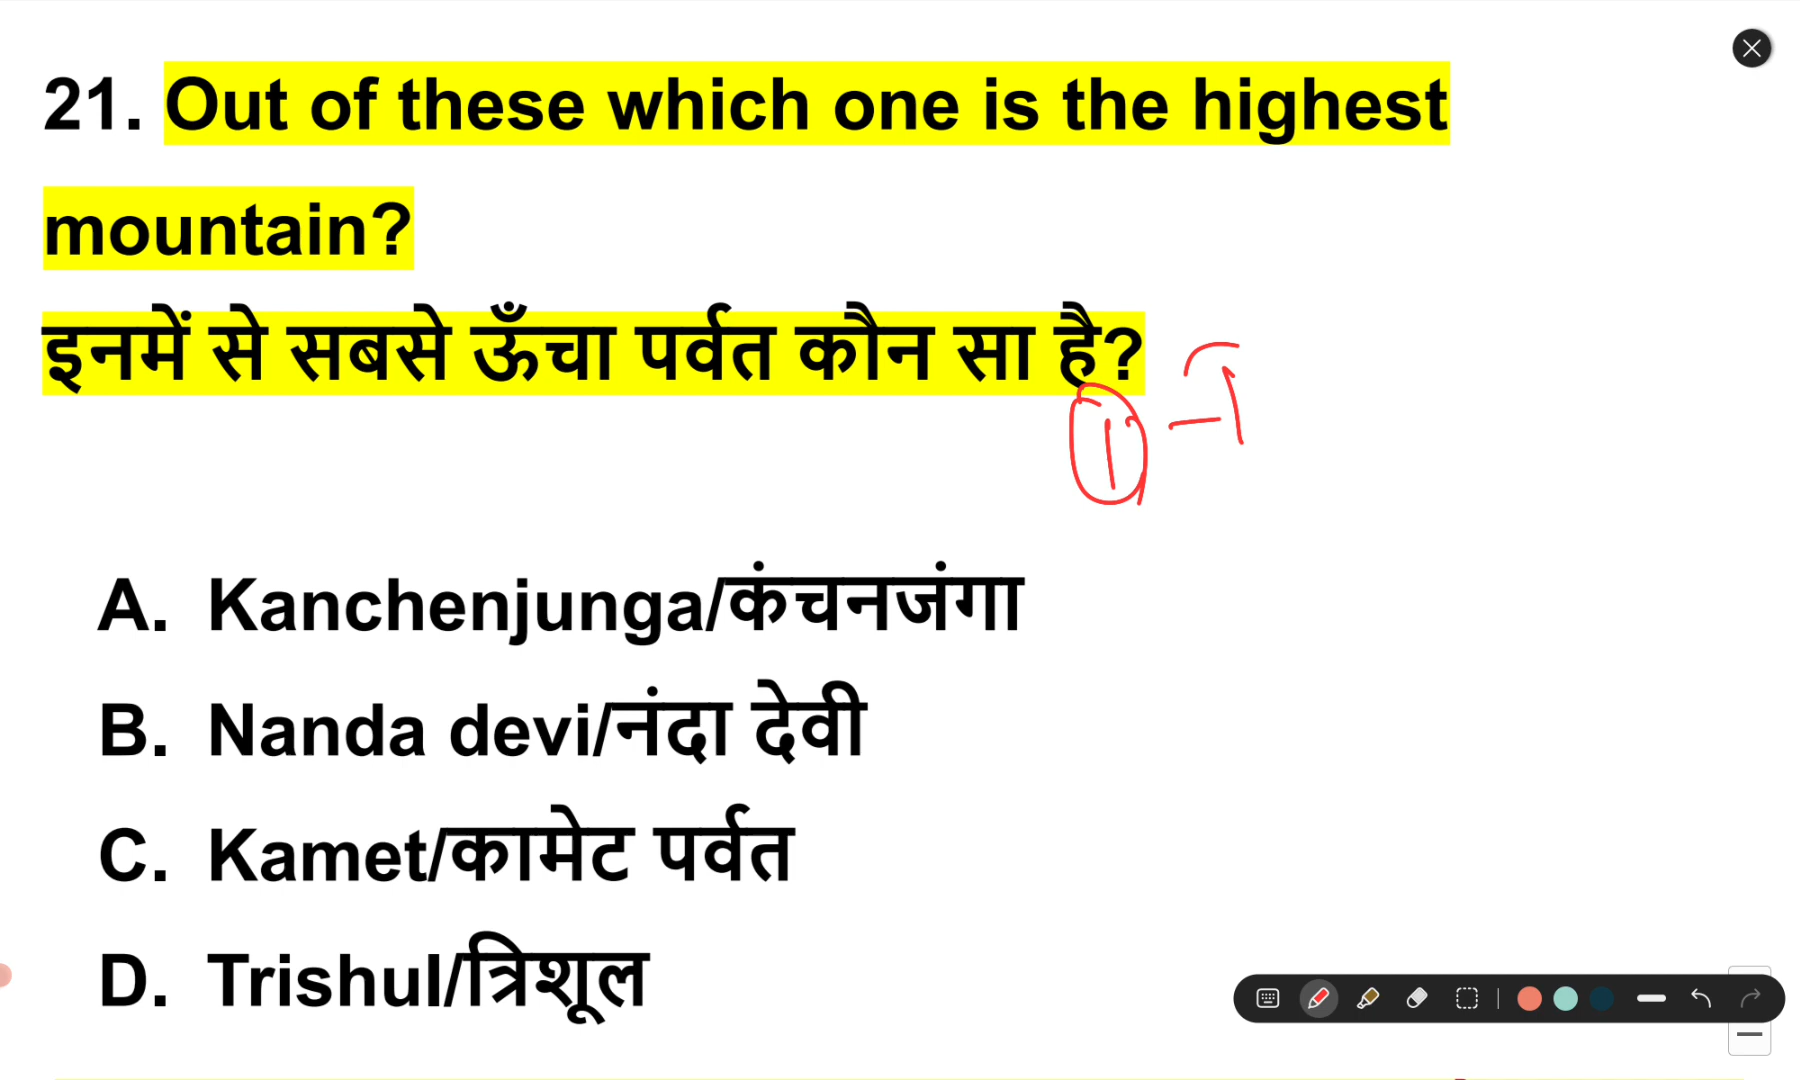 21. Out of these which one is the highest
mountain?
इनमें से सबसे ऊँचा पर्वत कौन सा है?
A. Kanchenjunga/कंचनजंगा
B. Nanda devi/नंदा देवी
C. Kamet/कामेट पर्वत
D. Trishul/त्रिशूल